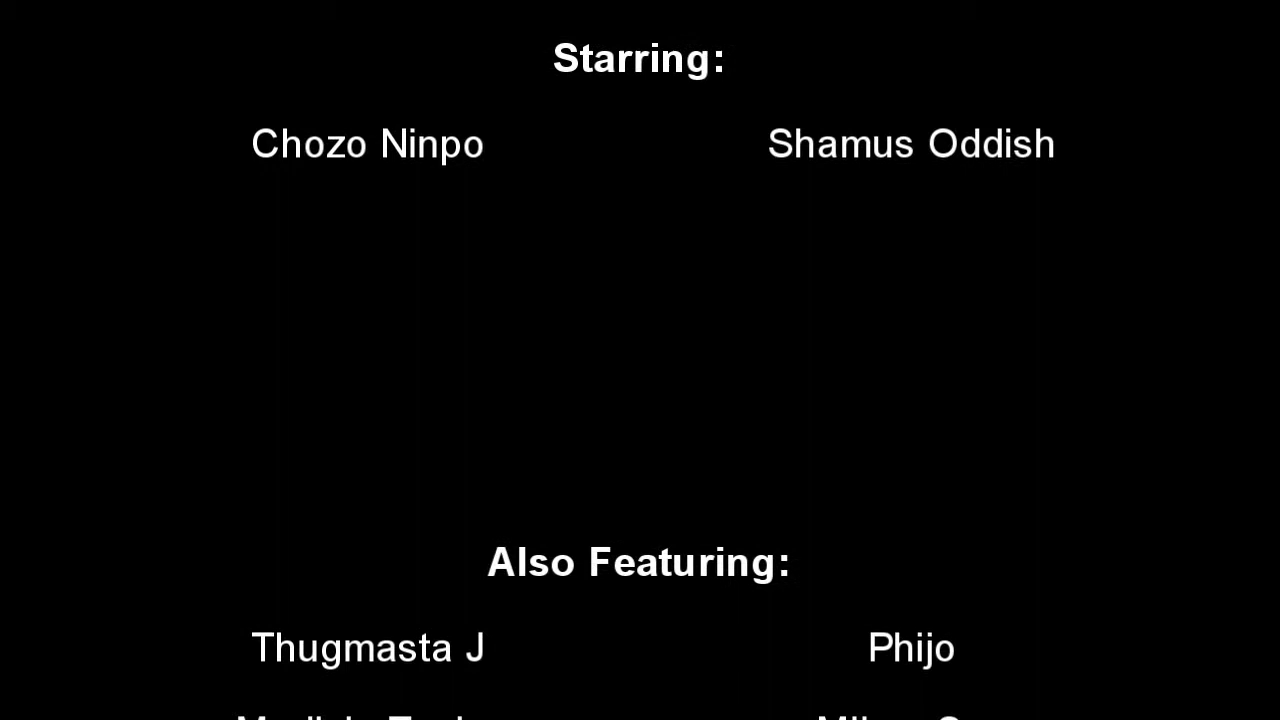 Starring:
Chozo Ninpo Shamus Oddish
Also Featuring:
Thugmasta J Phijo